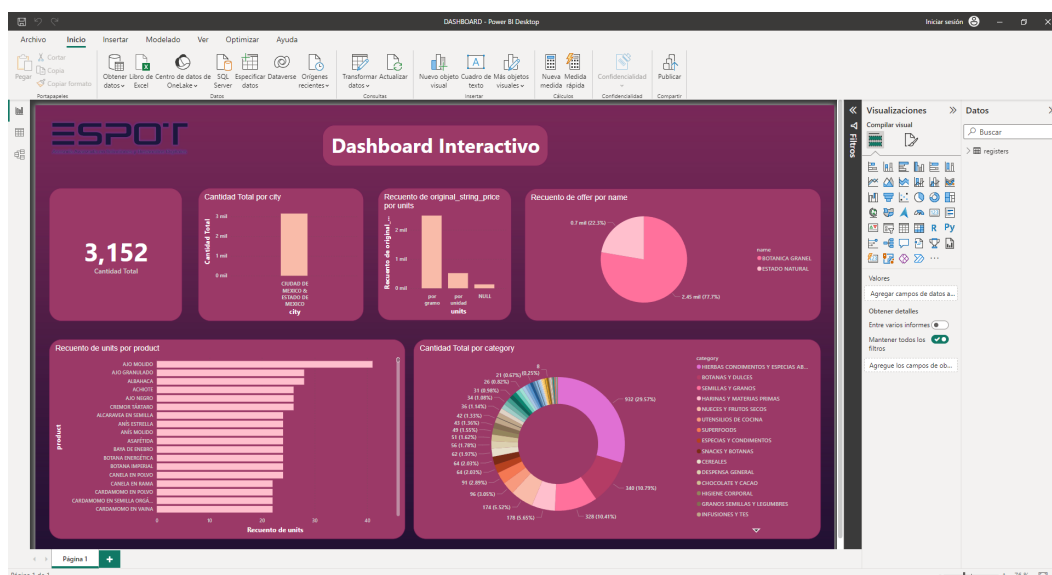 DASHBOARD - Power BI Desktop
Iniciar sesión
Archivo Inicio Insertar Modelado Ver Optimizar Ayuda
Pegar
Cortar
Copia
Copiar formato
Portapapeles
Obtener datos
Libro de Excel
Centro de datos de OneLake
SQL Server
Especificar datos
Dataverse
Orígenes recientes
Datos
Transformar datos
Actualizar
Consultas
Nuevo objeto visual
Cuadro de texto
Más objetos visuales
Insertar
Nueva medida
Medida rápida
Cálculos
Confidencialidad
Confidencialidad
Publicar
Compartir
ESPOT
Dashboard Interactivo
3,152
Cantidad Total
Cantidad Total por city
Cantidad Total
3 mil
2 mil
1 mil
0 mil
CIUDAD DE
MEXICO &
ESTADO DE
MEXICO
city
Recuento de original_string_price
por units
Recuento de original_s
2 mil
1 mil
0 mil
por gramo
por unidad
NULL
units
Recuento de offer por name
0.7 mil (22.3%)
2.45 mil (77.7%)
name
BOTANICA GRANEL
ESTADO NATURAL
Recuento de units por product
product
AJO MOLIDO
AJO GRANULADO
ALBAHACA
ACHIOTE
AJO NEGRO
CREMOR TÁRTARO
ALCARAVEA EN SEMILLA
ANÍS ESTRELLA
ANÍS MOLIDO
ASAFÉTIDA
BAYA DE ENEBRO
BOTANA ENERGÉTICA
BOTANA IMPERIAL
CANELA EN POLVO
CANELA EN RAMA
CARDAMOMO EN POLVO
CARDAMOMO EN SEMILLA ORGÁ...
CARDAMOMO EN VAINA
0 10 20 30 40
Recuento de units
Cantidad Total por category
8 (0.25%)
21 (0.67%)
26 (0.82%)
31 (0.98%)
34 (1.08%)
36 (1.14%)
42 (1.33%)
43 (1.36%)
49 (1.55%)
51 (1.62%)
56 (1.78%)
62 (1.97%)
64 (2.03%)
64 (2.03%)
91 (2.89%)
96 (3.05%)
174 (5.52%)
178 (5.65%)
328 (10.41%)
340 (10.79%)
932 (29.57%)
category
HIERBAS CONDIMENTOS Y ESPECIAS AB...
BOTANAS Y DULCES
SEMILLAS Y GRANOS
HARINAS Y MATERIAS PRIMAS
NUECES Y FRUTOS SECOS
UTENSILIOS DE COCINA
SUPERFOODS
ESPECIAS Y CONDIMENTOS
SNACKS Y BOTANAS
CEREALES
DESPENSA GENERAL
CHOCOLATE Y CACAO
HIGIENE CORPORAL
GRANOS SEMILLAS Y LEGUMBRES
INFUSIONES Y TES
Filtros
Visualizaciones
Compilar visual
R Py
Valores
Agregar campos de datos a...
Obtener detalles
Entre varios informes
Mantener todos los
filtros
Agregue los campos de ob...
Datos
Buscar
registers
Página 1